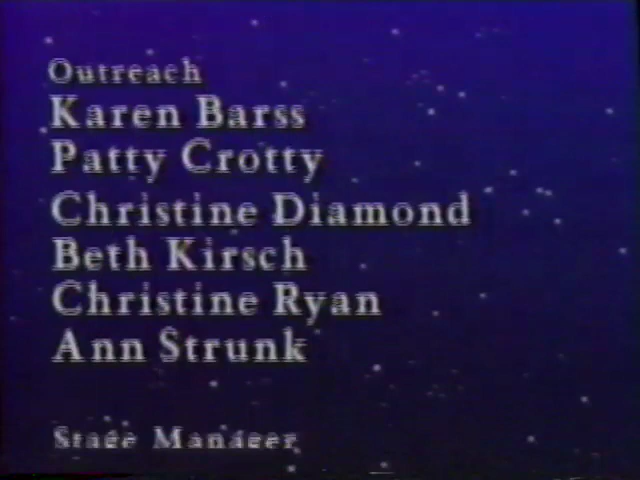 Outreach
Karen Barss
Patty Crotty
Christine Diamond
Beth Kirsch
Christine Ryan
Ann Strunk
Stage Manager